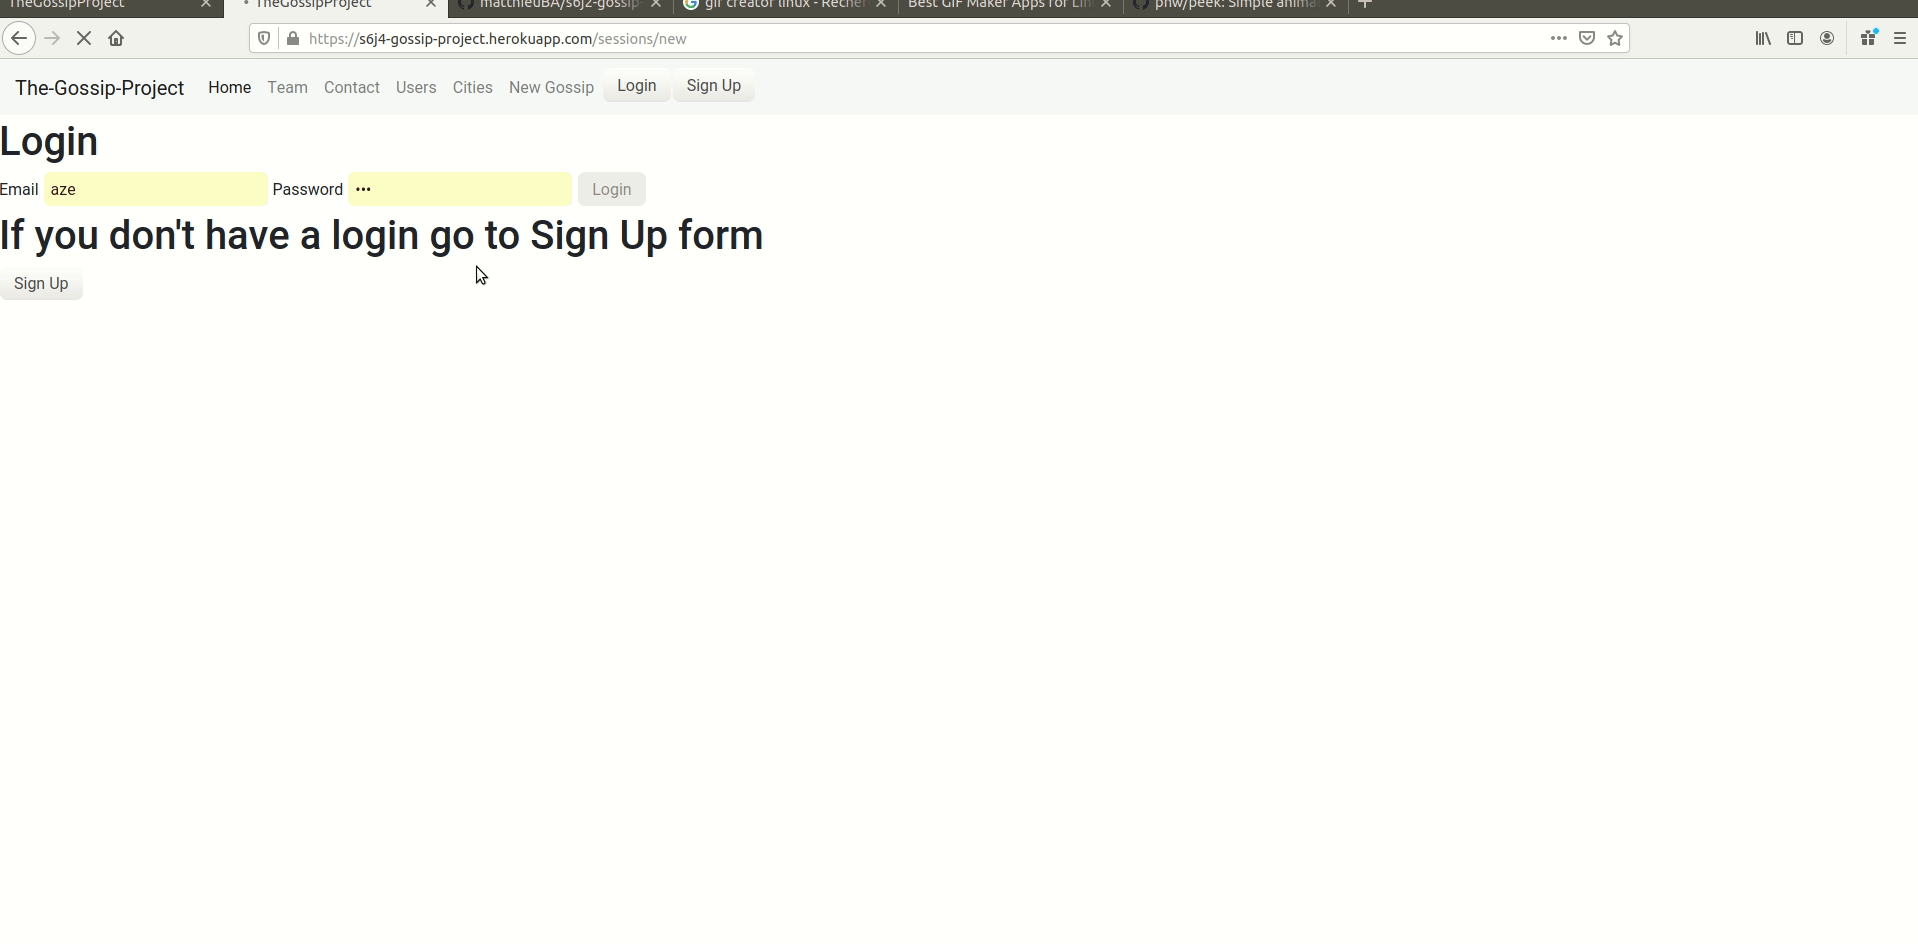 TheGossipProject
TheGossipProject
matthieuBA/s6j2-gossip-
gif creator linux - Recher
Best GIF Maker Apps for Lin
phw/peek: Simple anima
https://s6j4-gossip-project.herokuapp.com/sessions/new
The-Gossip-Project Home Team Contact Users Cities New Gossip Login Sign Up
Login
Email aze Password ••• Login
If you don't have a login go to Sign Up form
Sign Up